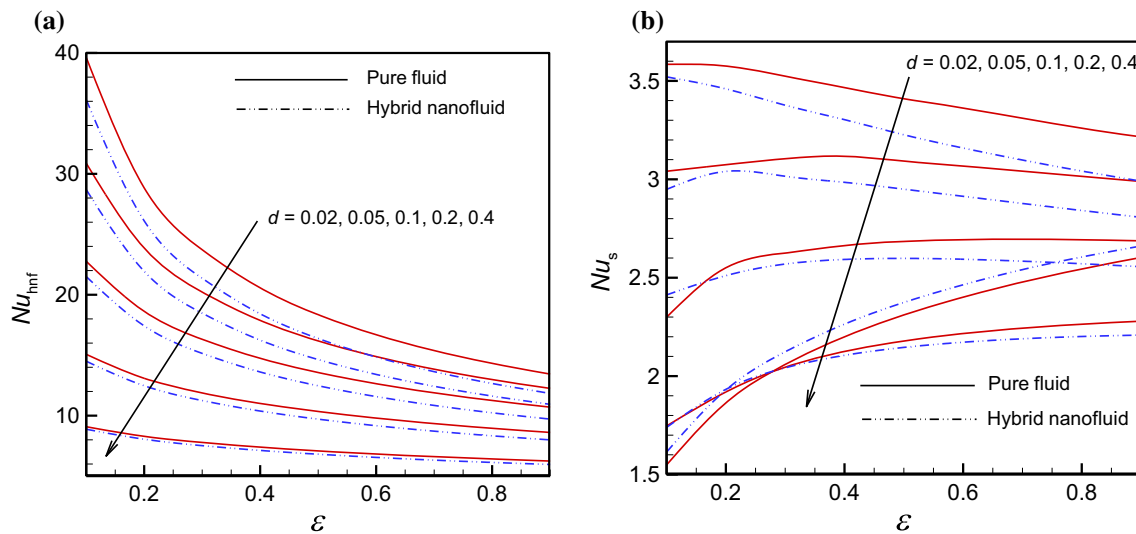 (a)
40
30
20
10
Nu_hnf
Pure fluid
Hybrid nanofluid
d = 0.02, 0.05, 0.1, 0.2, 0.4
0.2 0.4 0.6 0.8
ε
(b)
3.5
3
2.5
2
1.5
Nu_s
d = 0.02, 0.05, 0.1, 0.2, 0.4
Pure fluid
Hybrid nanofluid
0.2 0.4 0.6 0.8
ε